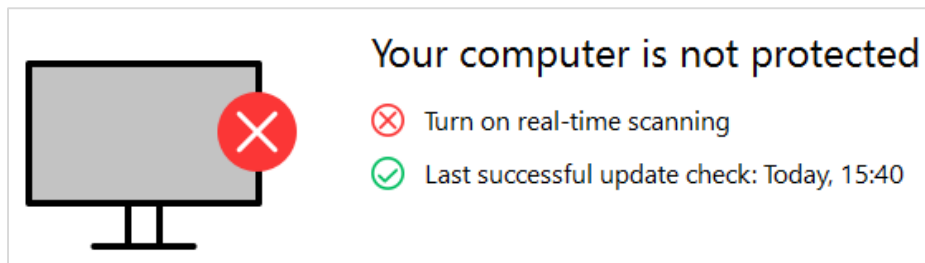 Your computer is not protected
Turn on real-time scanning
Last successful update check: Today, 15:40